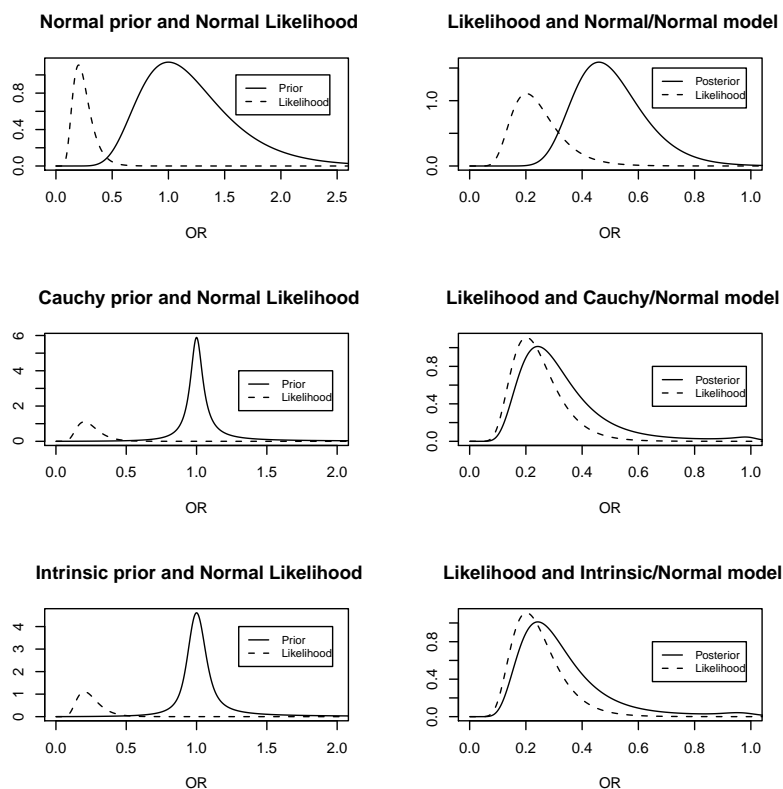 Normal prior and Normal Likelihood
0.0 0.4 0.8
Prior
Likelihood
0.0 0.5 1.0 1.5 2.0 2.5
OR
Likelihood and Normal/Normal model
0.0 1.0
Posterior
Likelihood
0.0 0.2 0.4 0.6 0.8 1.0
OR
Cauchy prior and Normal Likelihood
0 2 4 6
Prior
Likelihood
0.0 0.5 1.0 1.5 2.0
OR
Likelihood and Cauchy/Normal model
0.0 0.4 0.8
Posterior
Likelihood
0.0 0.2 0.4 0.6 0.8 1.0
OR
Intrinsic prior and Normal Likelihood
0 1 2 3 4
Prior
Likelihood
0.0 0.5 1.0 1.5 2.0
OR
Likelihood and Intrinsic/Normal model
0.0 0.4 0.8
Posterior
Likelihood
0.0 0.2 0.4 0.6 0.8 1.0
OR